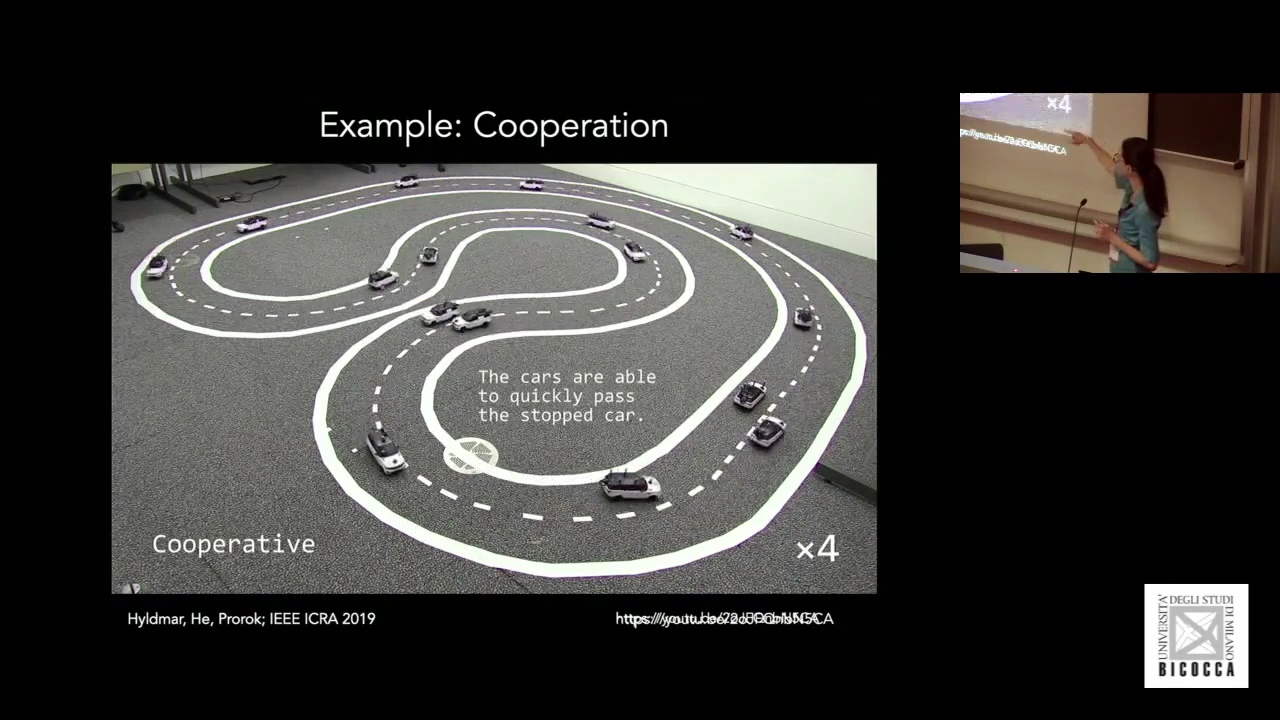 Example: Cooperation
The cars are able
to quickly pass
the stopped car.
Cooperative
×4
Hyldmar, He, Prorok; IEEE ICRA 2019
×4
UNIVERSITA'
DEGLI STUDI
DI MILANO
BICOCCA